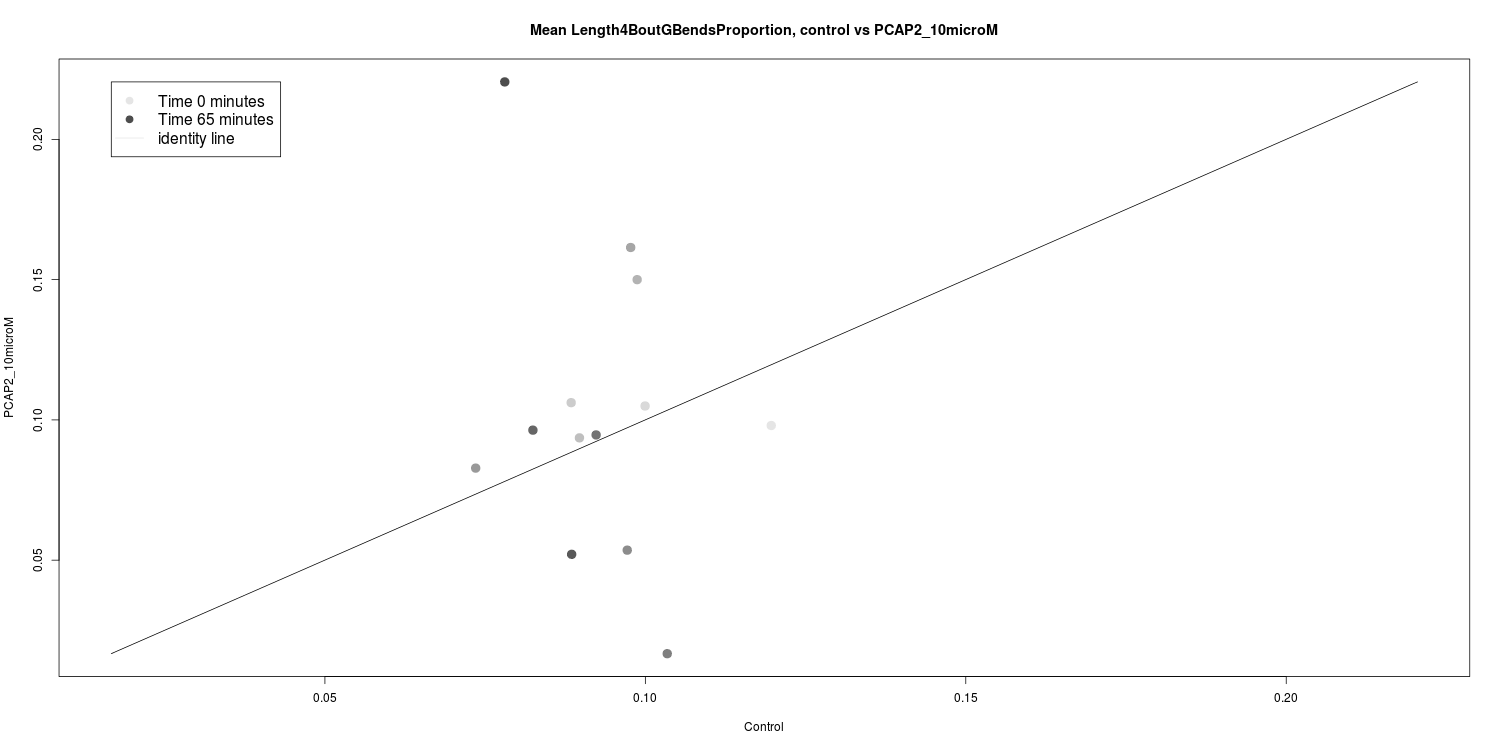 Mean Length4BoutGBendsProportion, control vs PCAP2_10microM
Time 0 minutes
Time 65 minutes
identity line
PCAP2_10microM
0.20
0.15
0.10
0.05
0.05
0.10
0.15
0.20
Control